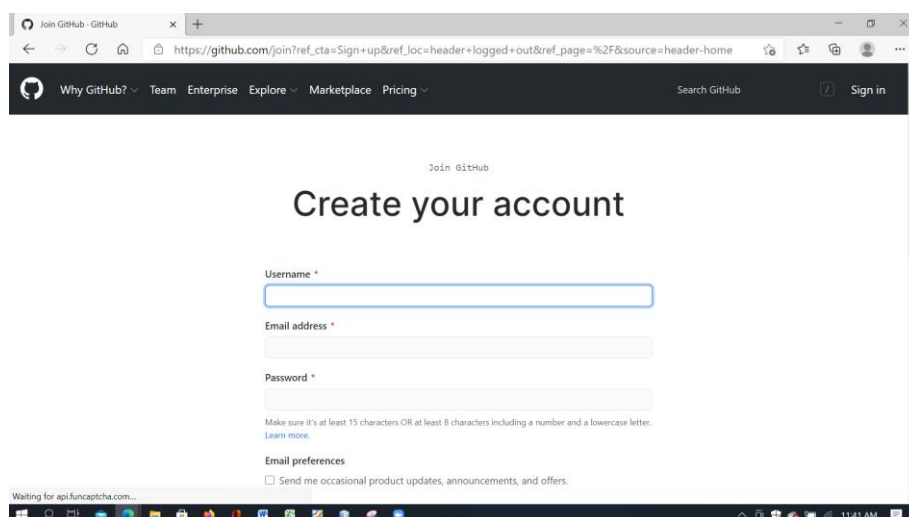 Join GitHub · GitHub
https://github.com/join?ref_cta=Sign+up&ref_loc=header+logged+out&ref_page=%2F&source=header-home
Why GitHub? Team Enterprise Explore Marketplace Pricing Search GitHub / Sign in
Join GitHub
Create your account
Username *
Email address *
Password *
Make sure it's at least 15 characters OR at least 8 characters including a number and a lowercase letter.
Learn more.
Email preferences
Send me occasional product updates, announcements, and offers.
Waiting for api.funcaptcha.com...
11:41 AM